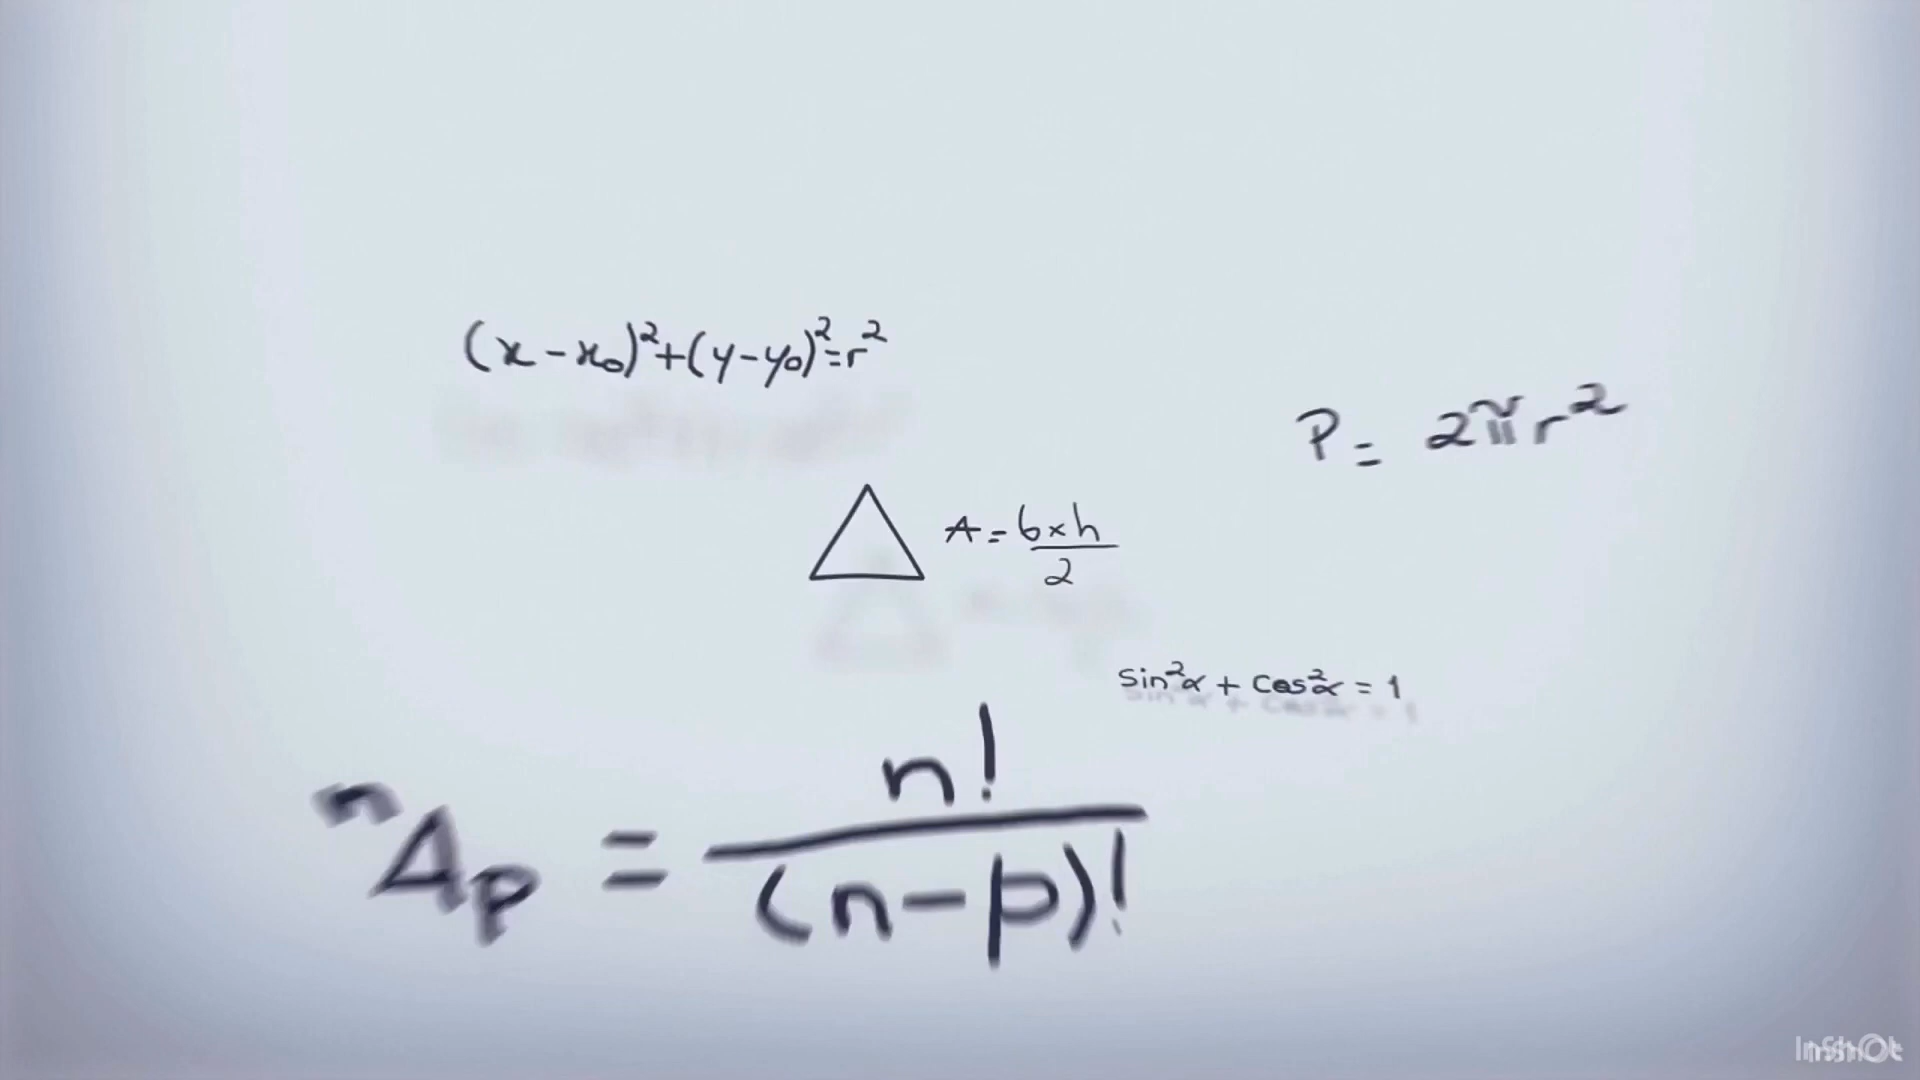 (x-x₀)²+(y-y₀)²=r²
P= 2πr²
A=b×h/2
sin²α + cos²α = 1
ⁿAₚ = n!/(n-p)!
InShOt